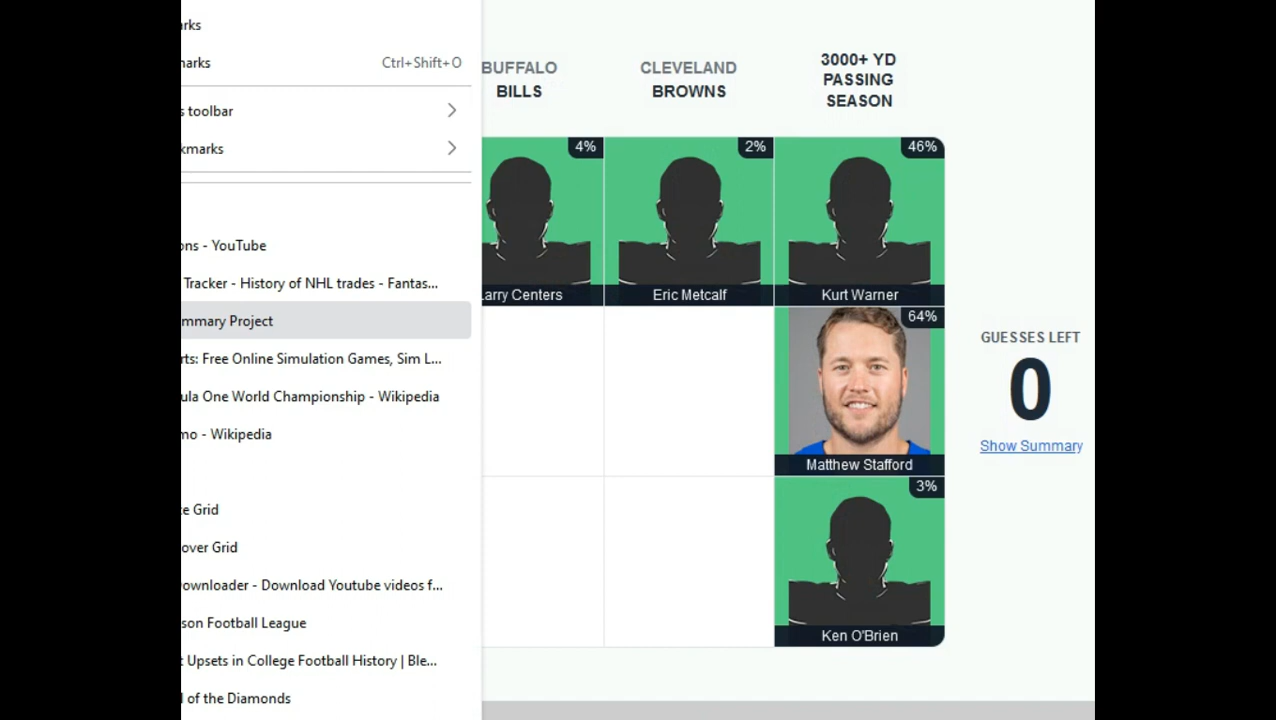 rks
narks Ctrl+Shift+O
s toolbar
kmarks
ons - YouTube
Tracker - History of NHL trades - Fantas...
mmary Project
rts: Free Online Simulation Games, Sim L...
ula One World Championship - Wikipedia
mo - Wikipedia
e Grid
over Grid
ownloader - Download Youtube videos f...
son Football League
t Upsets in College Football History | Ble...
l of the Diamonds
BUFFALO
BILLS
CLEVELAND
BROWNS
3000+ YD
PASSING
SEASON
4%
2%
46%
arry Centers
Eric Metcalf
Kurt Warner
64%
Matthew Stafford
3%
Ken O'Brien
GUESSES LEFT
0
Show Summary